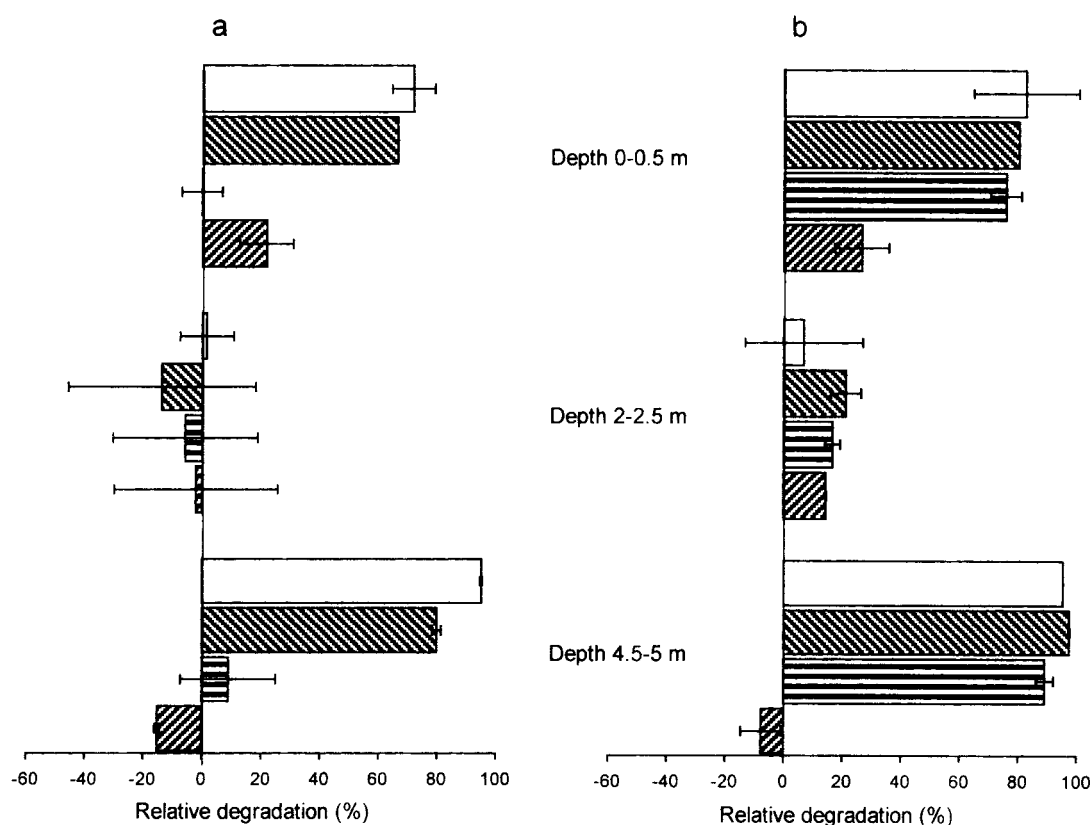 a
b
Depth 0-0.5 m
Depth 2-2.5 m
Depth 4.5-5 m
-60 -40 -20 0 20 40 60 80 100
-60 -40 -20 0 20 40 60 80 100
Relative degradation (%)
Relative degradation (%)